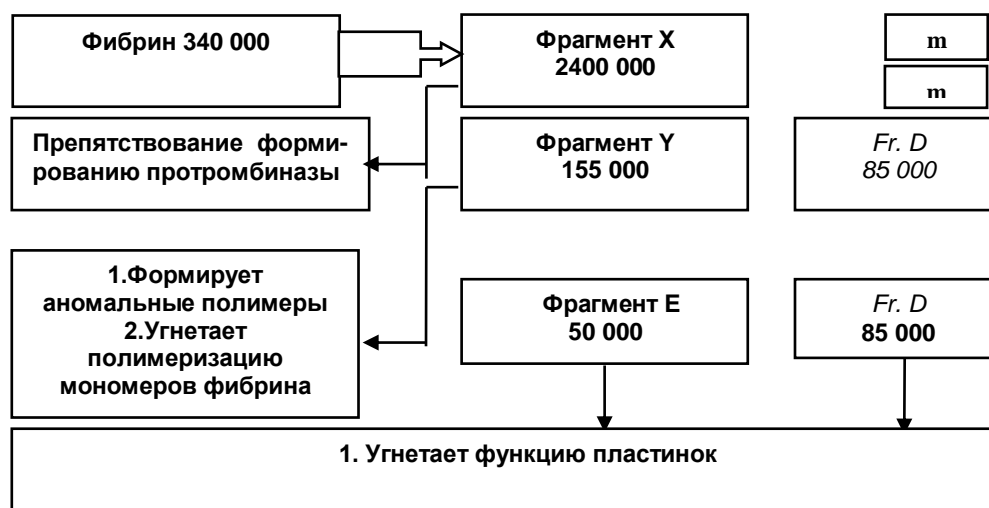 Фибрин 340 000
Фрагмент X
2400 000
m
m
Препятствование форми-
рованию протромбиназы
Фрагмент Y
155 000
Fr. D
85 000
1.Формирует
аномальные полимеры
2.Угнетает
полимеризацию
мономеров фибрина
Фрагмент E
50 000
Fr. D
85 000
1. Угнетает функцию пластинок